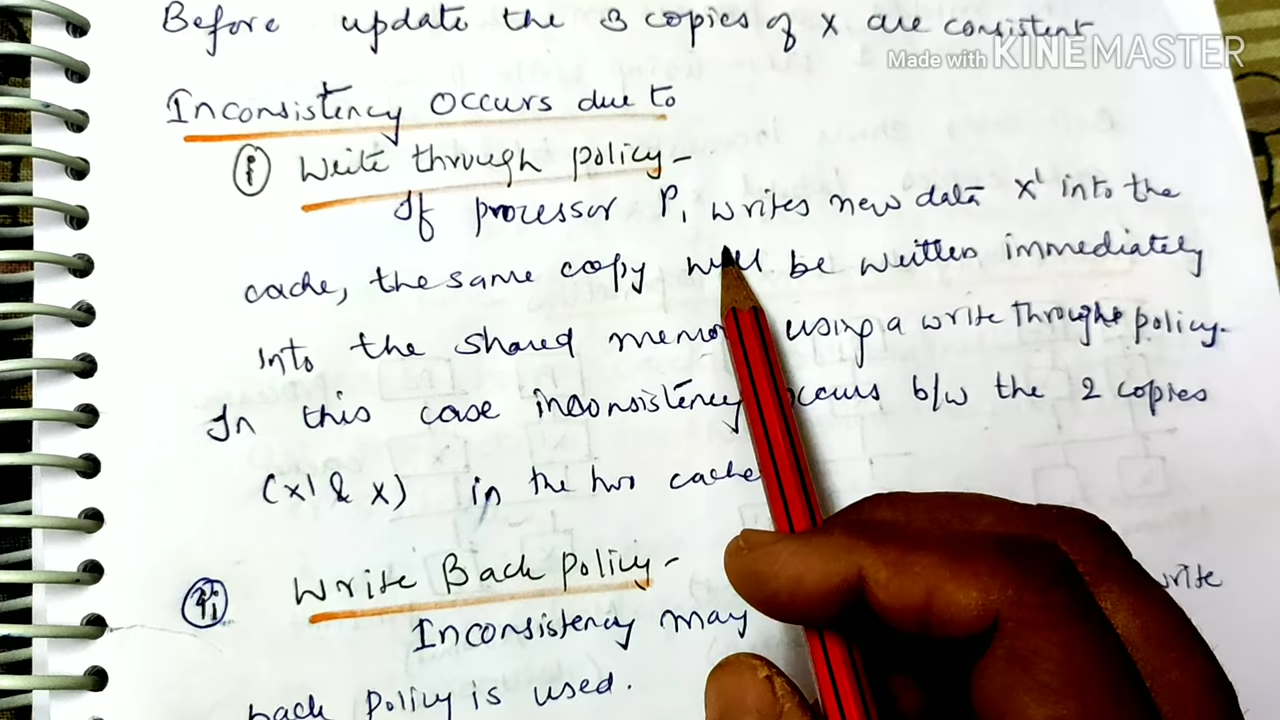 Before update the 3 copies of x are consistent
Made with KINEMASTER
Inconsistency occurs due to
(i) Write through policy-
If processor P1 writes new data x' into the
cache, the same copy will be written immediately
into the shared using a write through policy.
In this case inconsistency occurs b/w the 2 copies
(x' & x) in the two cache
(ii) Write Back Policy-
Inconsistency may write
back policy is used.